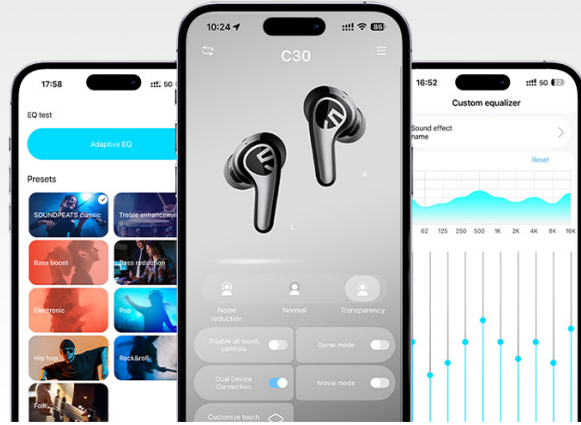 17:58
5G
EQ test
Adaptive EQ
Presets
SOUNDPEATS classic
Treble enhanceme
Bass boost
Bass reduction
Electronic
Pop
Hip hop
Rock&roll
Folk
10:24
86
C30
R
L
Noise
reduction
Normal
Transparency
Disable all touch
controls
Game mode
Dual Device
Connection
Movie mode
Customize touch
16:52
5G
Custom equalizer
Sound effect
name
Reset
62 125 250 500 1K 2K 4K 8K 16K